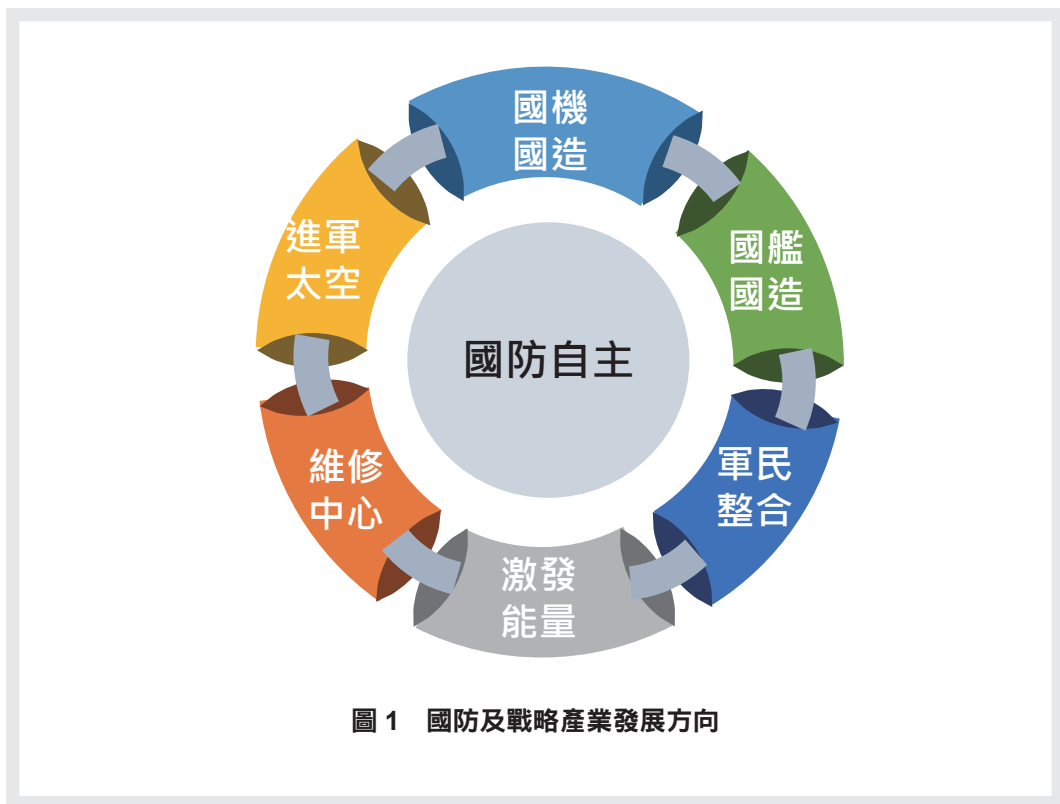 國機
國造
國艦
國造
軍民
整合
激發
能量
維修
中心
進軍
太空
國防自主
圖 1 國防及戰略產業發展方向